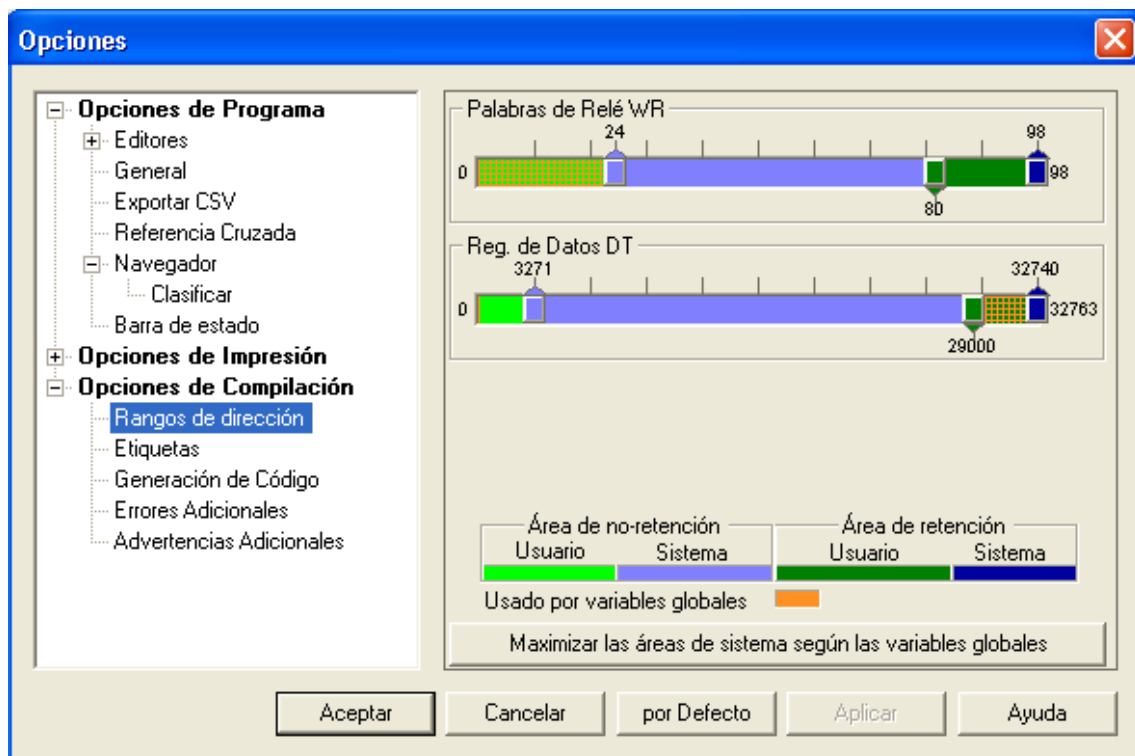 Opciones
Opciones de Programa
Editores
General
Exportar CSV
Referencia Cruzada
Navegador
Clasificar
Barra de estado
Opciones de Impresión
Opciones de Compilación
Rangos de dirección
Etiquetas
Generación de Código
Errores Adicionales
Advertencias Adicionales
Palabras de Relé WR
24 98
0 98
80
Reg. de Datos DT
3271 32740
0 32763
29000
Área de no-retención Área de retención
Usuario Sistema Usuario Sistema
Usado por variables globales
Maximizar las áreas de sistema según las variables globales
Aceptar Cancelar por Defecto Aplicar Ayuda